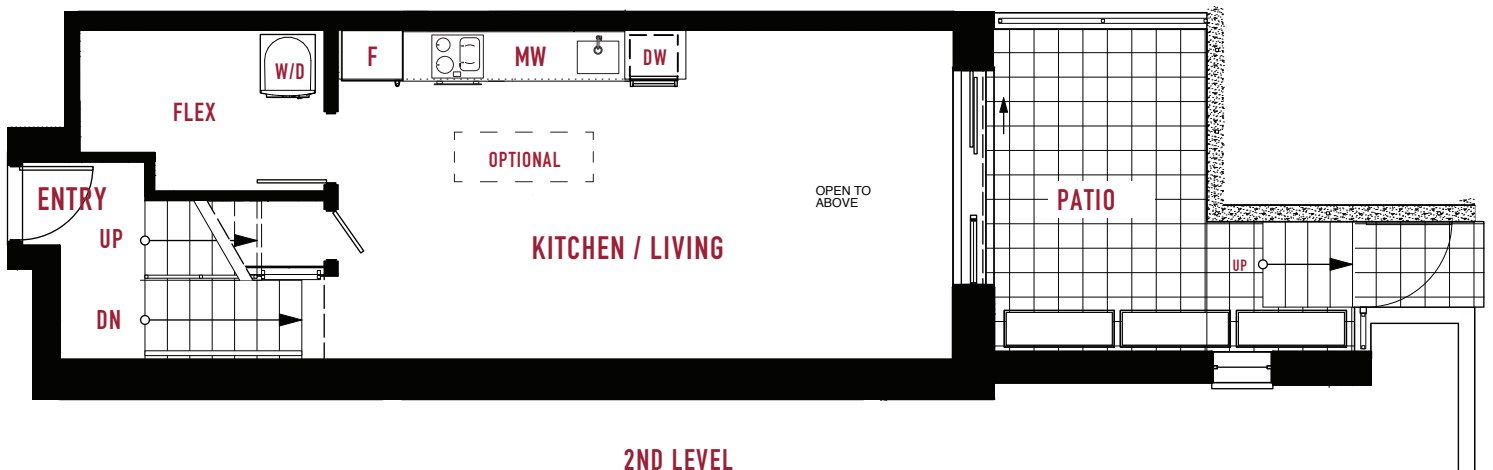 F
MW
DW
W/D
FLEX
OPTIONAL
ENTRY
OPEN TO
ABOVE
PATIO
UP
KITCHEN / LIVING
UP
DN
2ND LEVEL